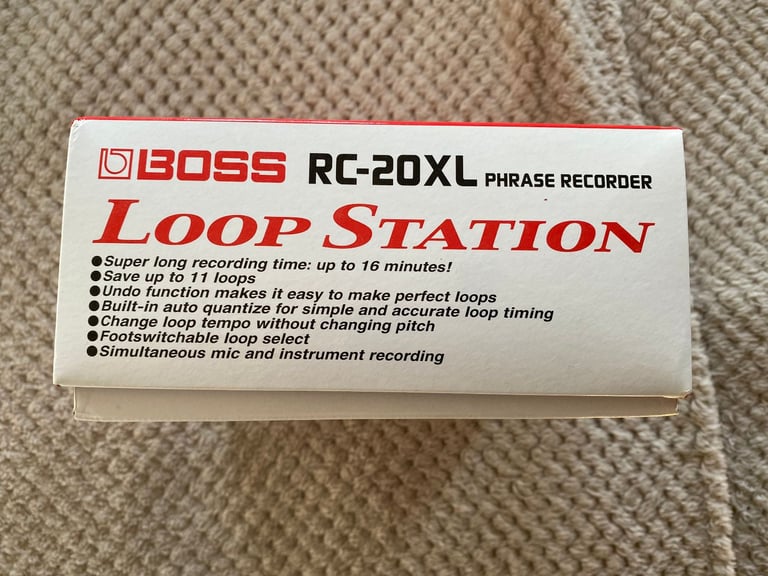 BOSS RC-20XL PHRASE RECORDER
LOOP STATION
●Super long recording time: up to 16 minutes!
●Save up to 11 loops
●Undo function makes it easy to make perfect loops
●Built-in auto quantize for simple and accurate loop timing
●Change loop tempo without changing pitch
●Footswitchable loop select
●Simultaneous mic and instrument recording